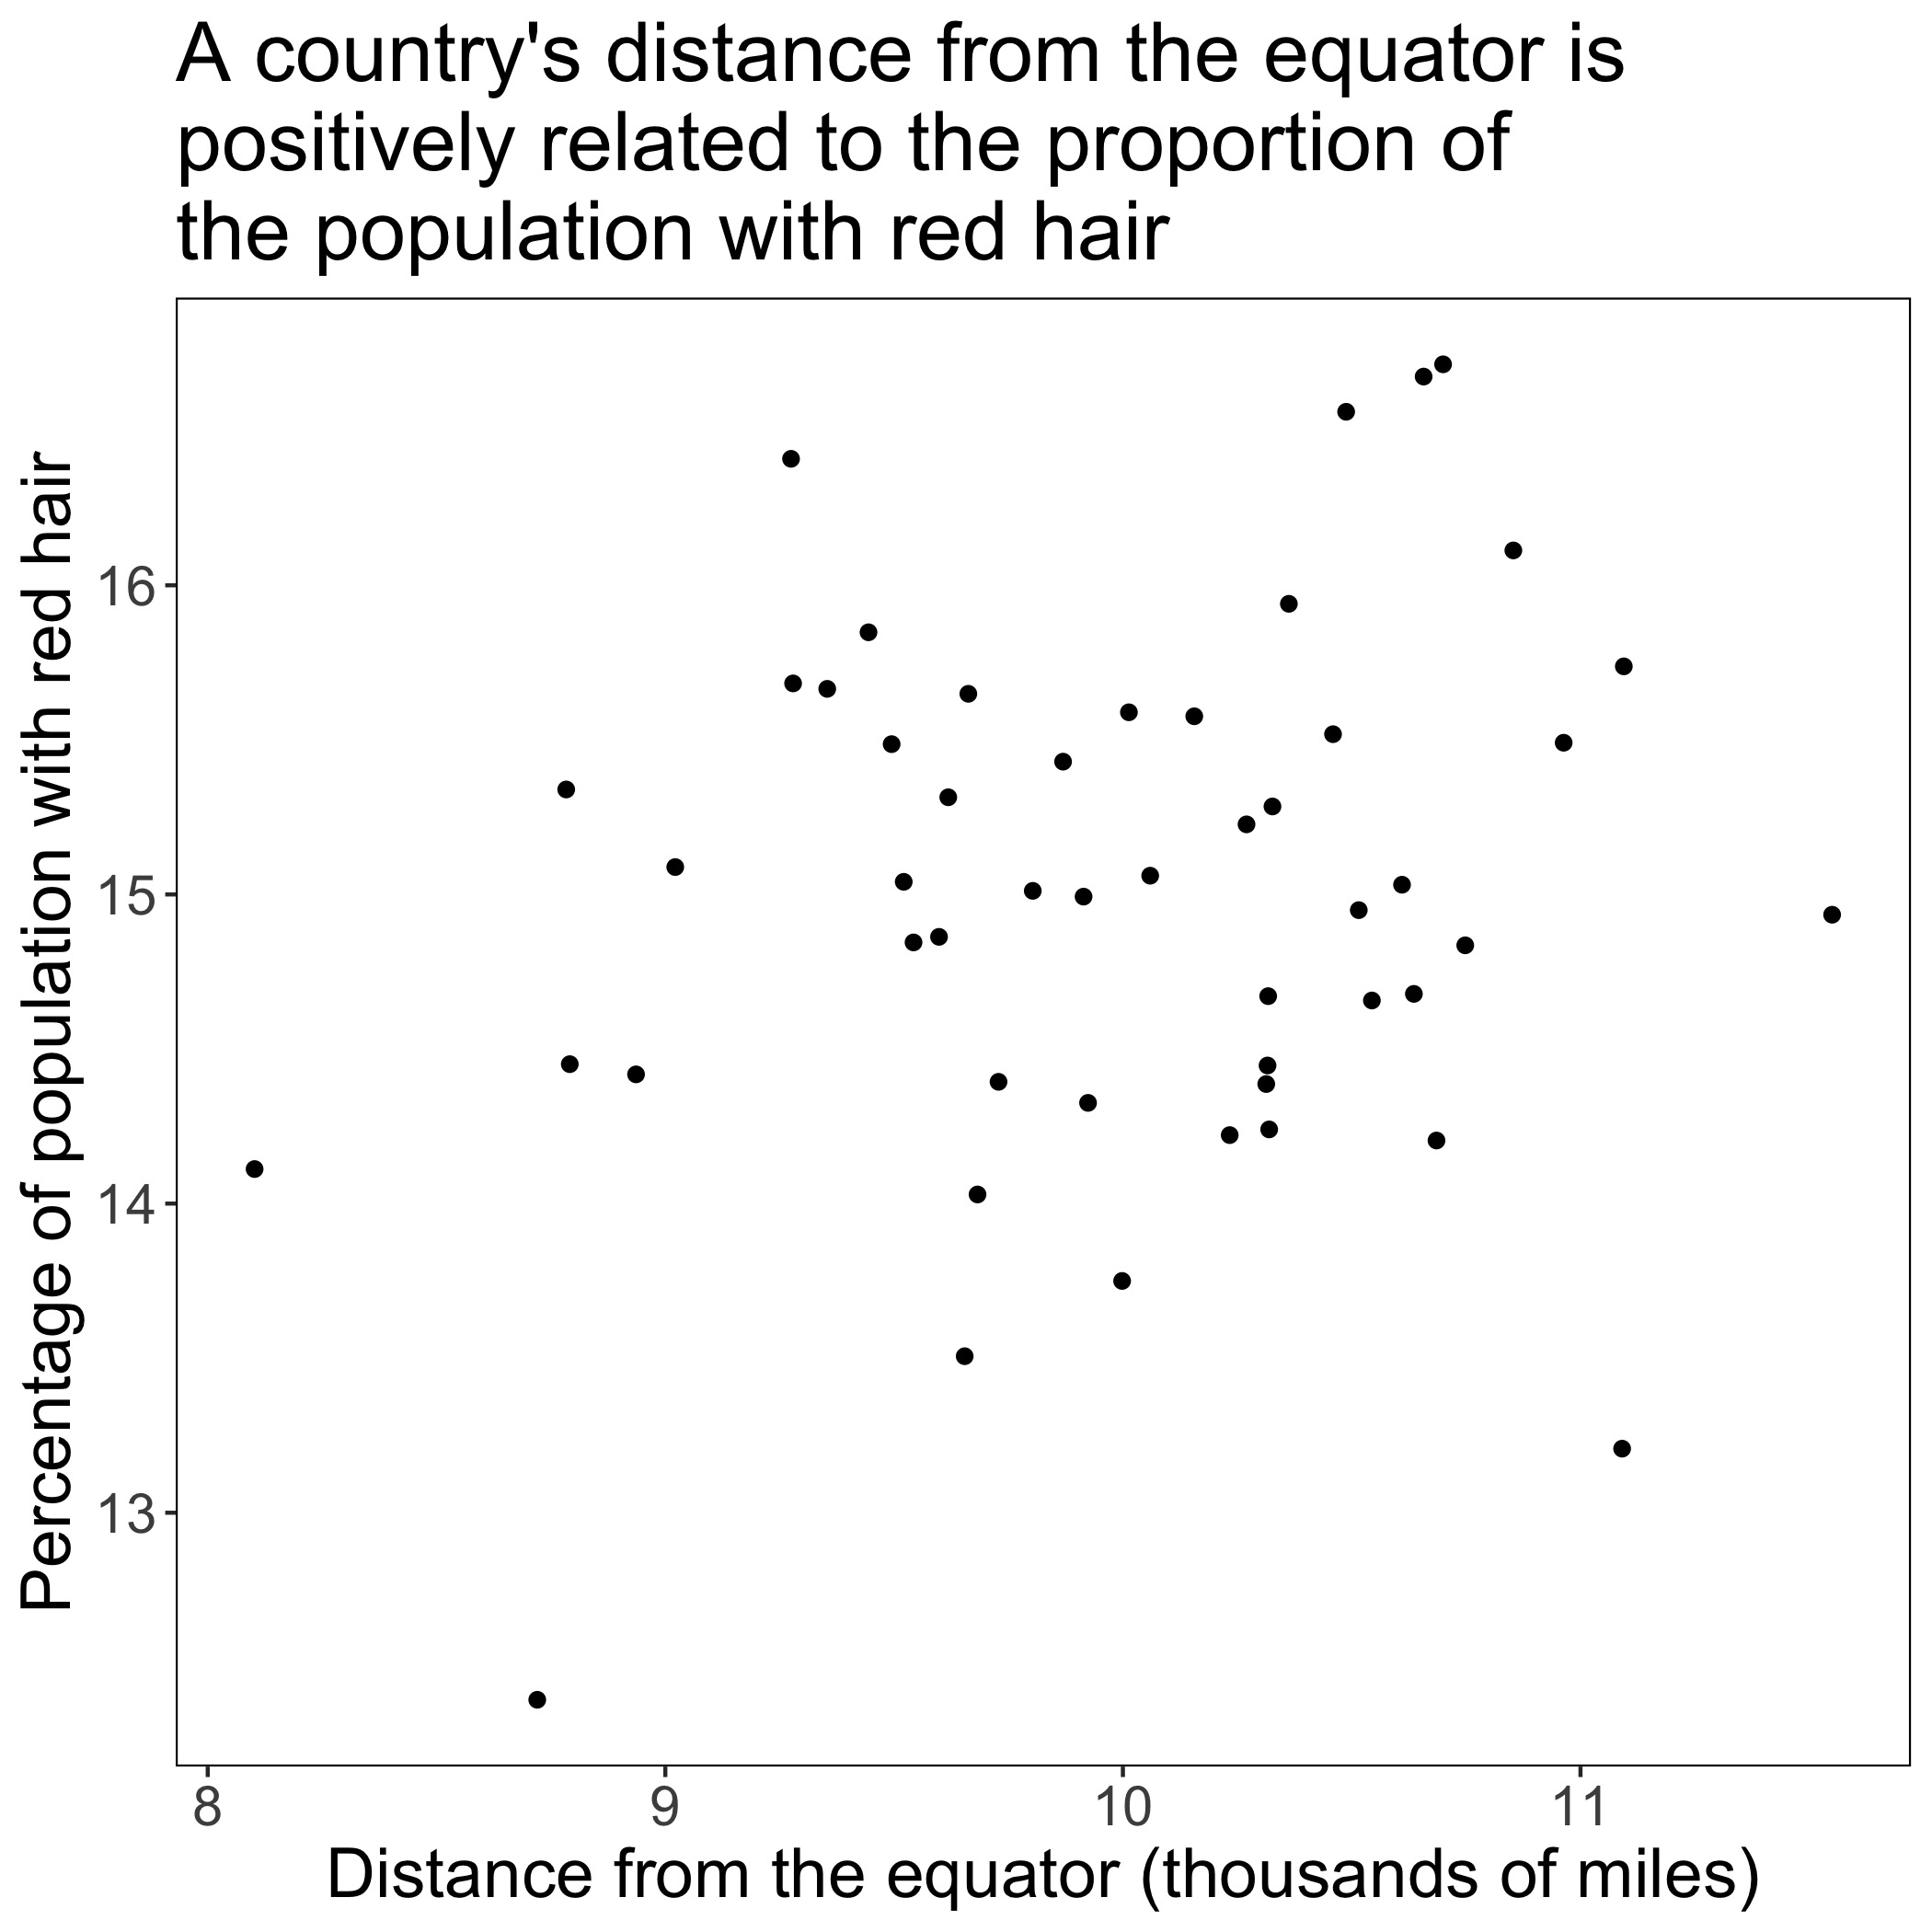 A country's distance from the equator is
positively related to the proportion of
the population with red hair
Percentage of population with red hair
16
15
14
13
8
9
10
11
Distance from the equator (thousands of miles)